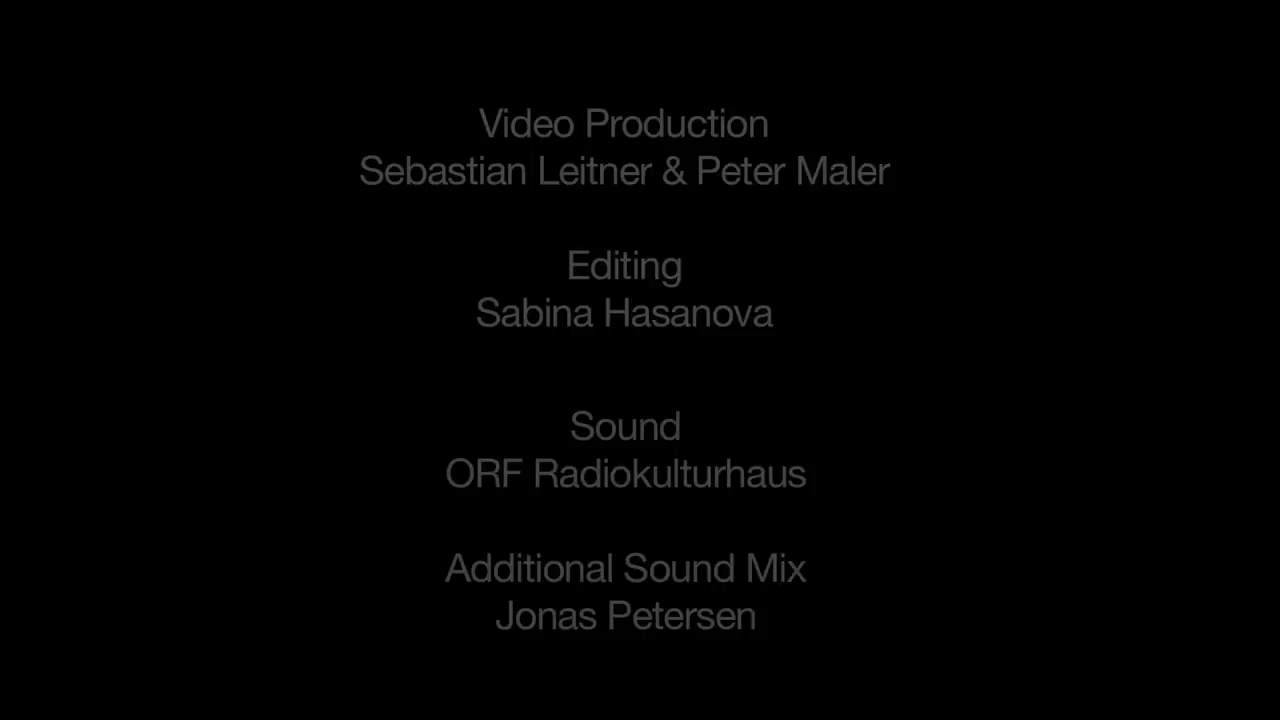 Video Production
Sebastian Leitner & Peter Maler
Editing
Sabina Hasanova
Sound
ORF Radiokulturhaus
Additional Sound Mix
Jonas Petersen